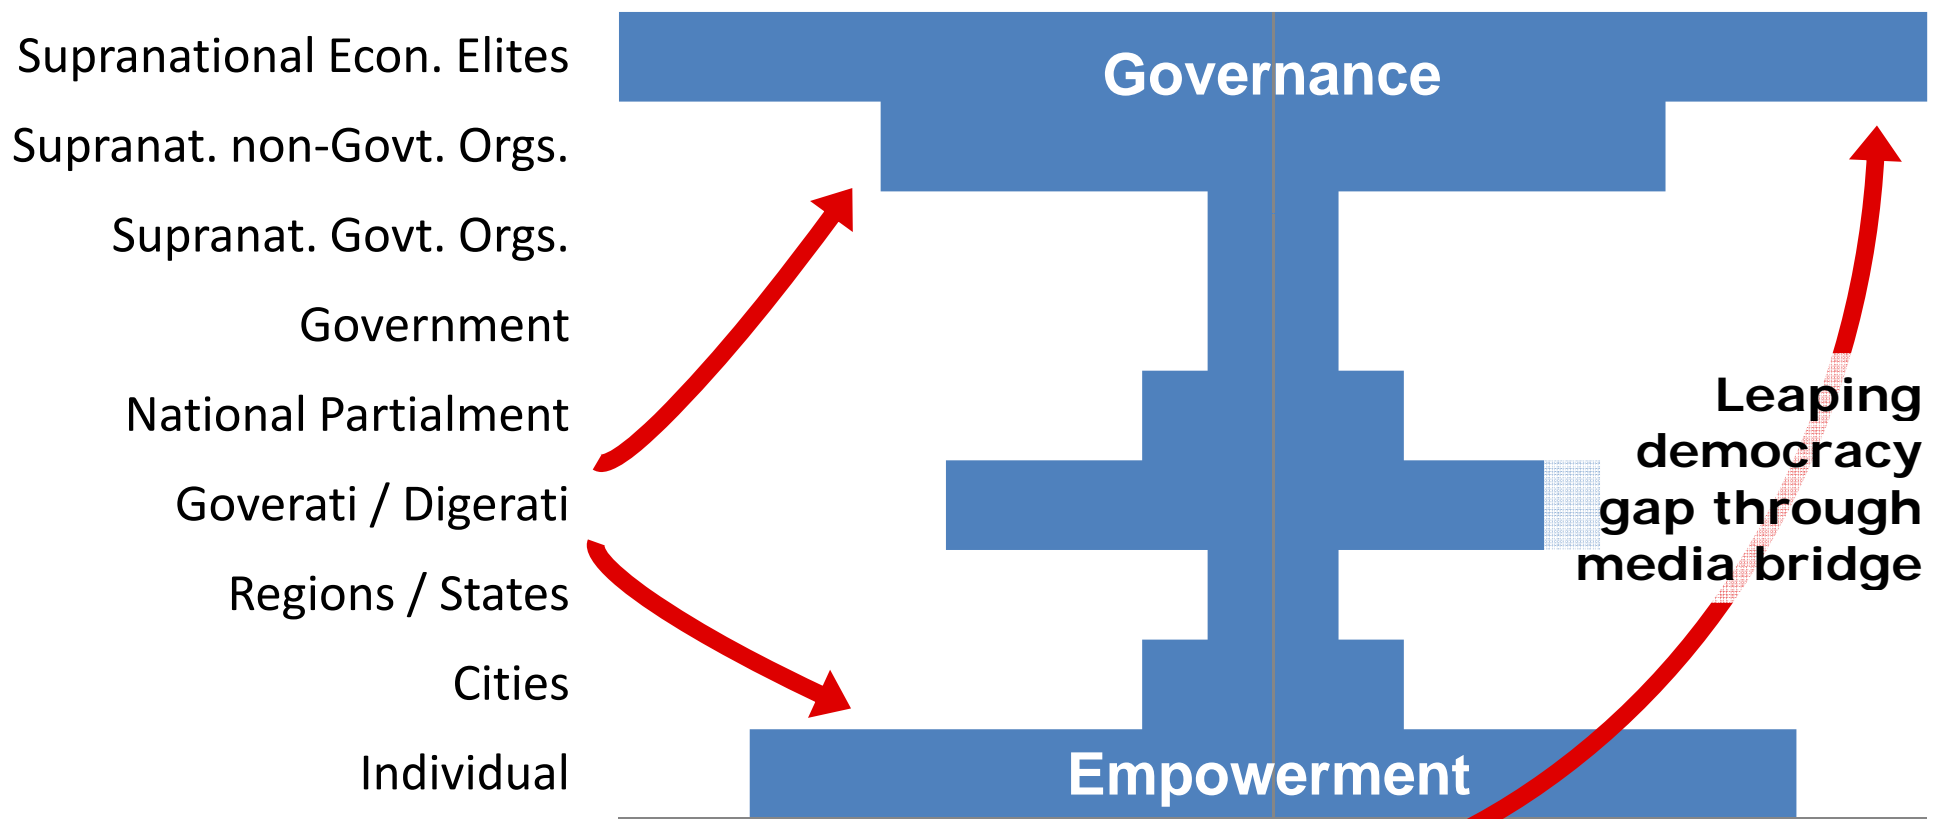 Supranational Econ. Elites
Governance
Supranat. non-Govt. Orgs.
Supranat. Govt. Orgs.
Government
National Partialment
Goverati / Digerati
Regions / States
Cities
Individual
Empowerment
Leaping
democracy
gap through
media bridge